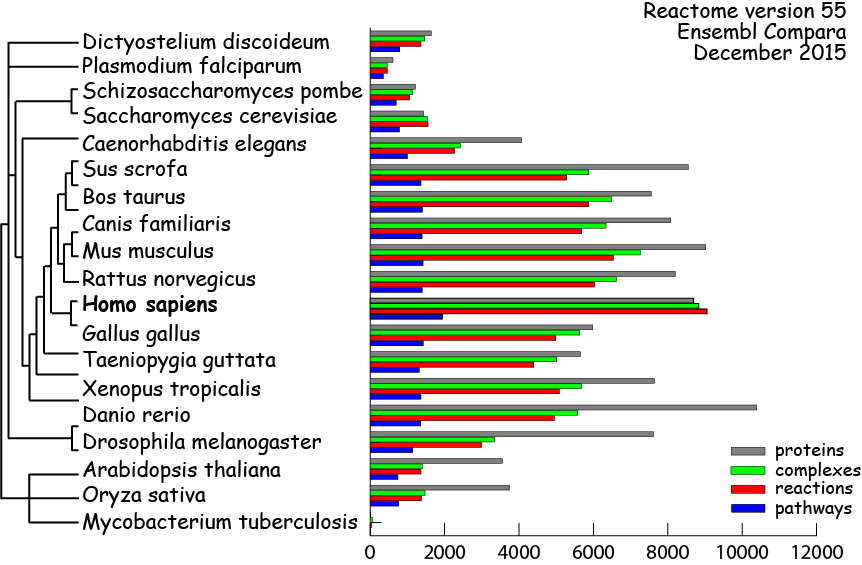 Reactome version 55
Ensembl Compara
December 2015
Dictyostelium discoideum
Plasmodium falciparum
Schizosaccharomyces pombe
Saccharomyces cerevisiae
Caenorhabditis elegans
Sus scrofa
Bos taurus
Canis familiaris
Mus musculus
Rattus norvegicus
Homo sapiens
Gallus gallus
Taeniopygia guttata
Xenopus tropicalis
Danio rerio
Drosophila melanogaster
Arabidopsis thaliana
Oryza sativa
Mycobacterium tuberculosis
proteins
complexes
reactions
pathways
0 2000 4000 6000 8000 10000 12000